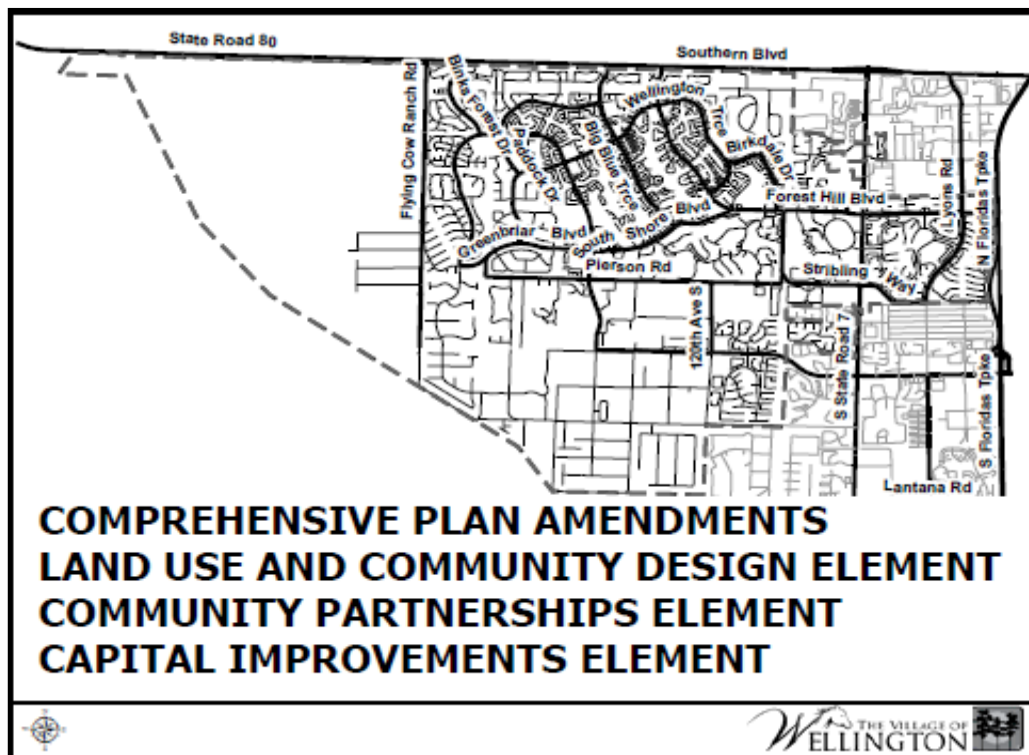 State Road 80
Southern Blvd
Flying Cow Ranch Rd
Binks Forest Dr
Paddock Dr
Big Blue Trce
Wellington Trce
Birkdale Dr
Forest Hill Blvd
Lyons Rd
N Floridas Tpke
Greenbriar Blvd
South Shore Blvd
Pierson Rd
Stribling Way
120th Ave S
S State Road 7
S Floridas Tpke
Lantana Rd
COMPREHENSIVE PLAN AMENDMENTS
LAND USE AND COMMUNITY DESIGN ELEMENT
COMMUNITY PARTNERSHIPS ELEMENT
CAPITAL IMPROVEMENTS ELEMENT
THE VILLAGE OF
WELLINGTON